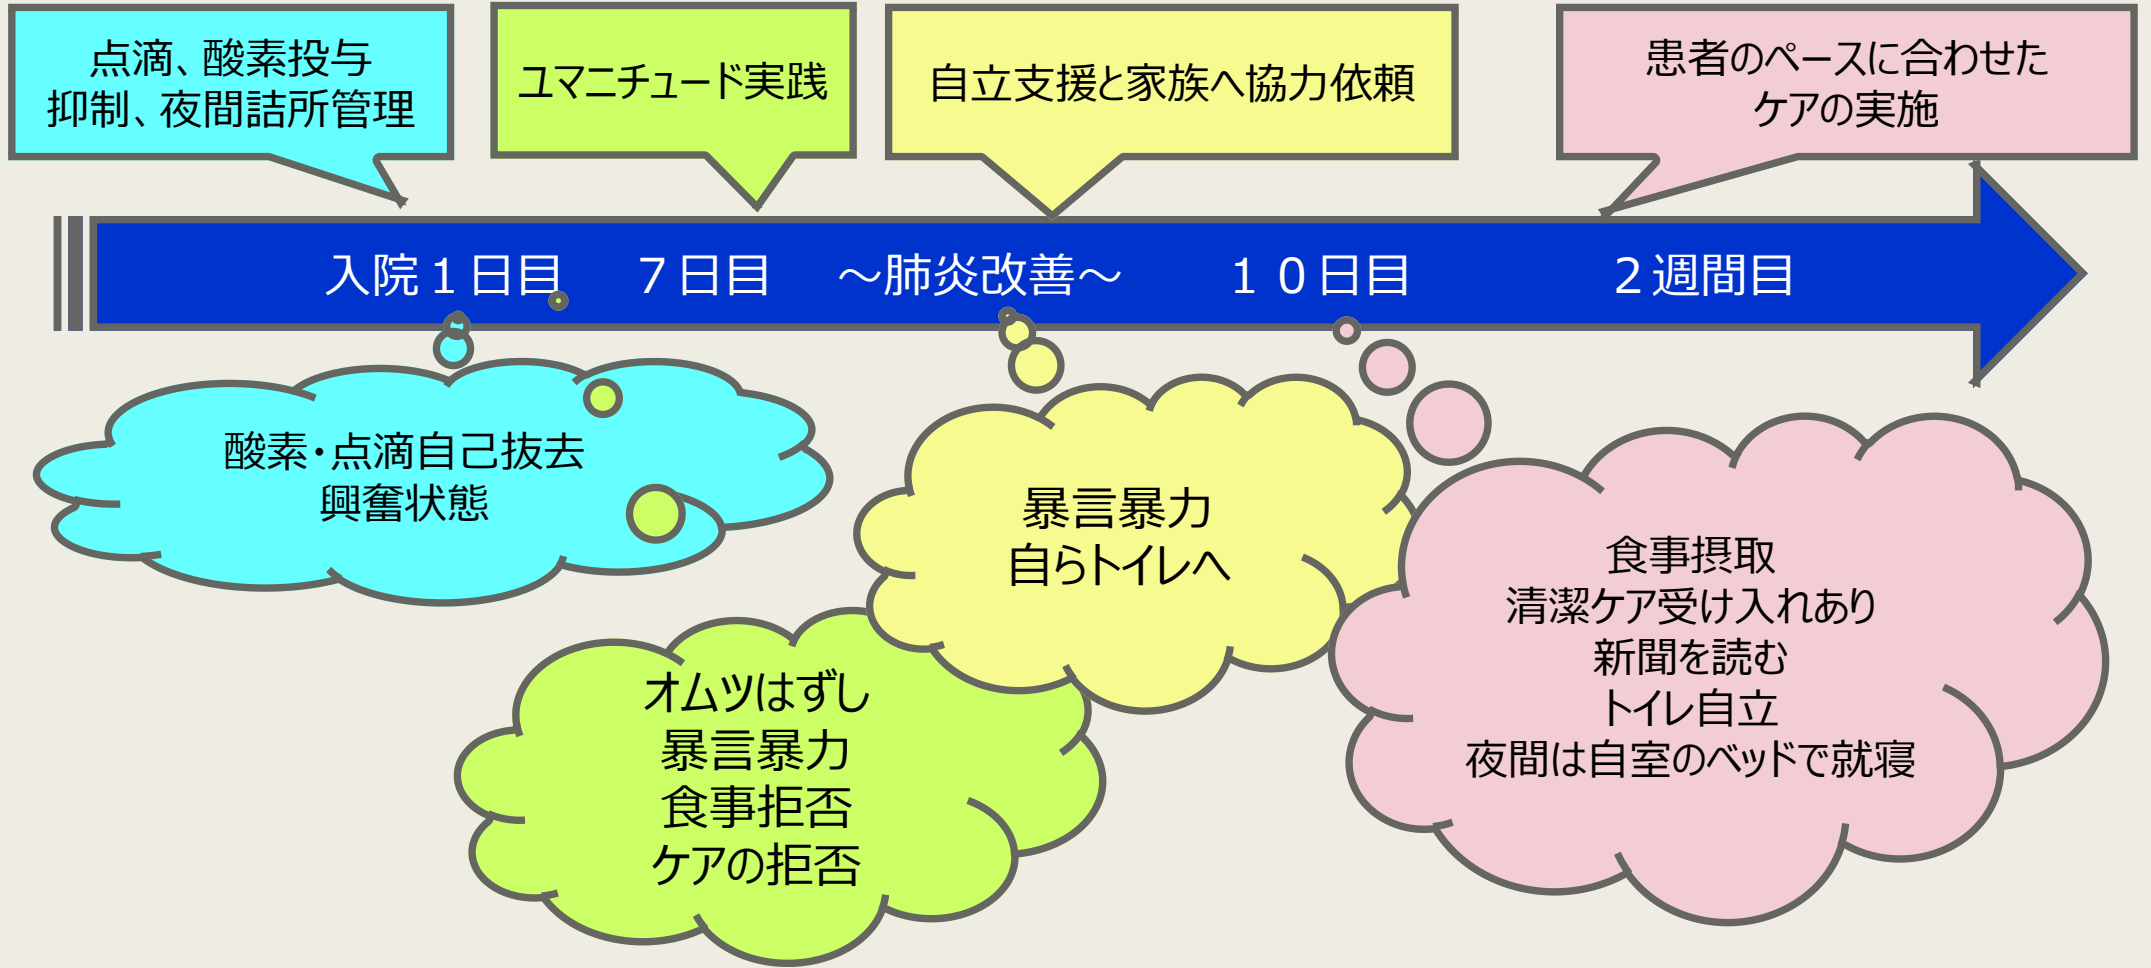 点滴、酸素投与
抑制、夜間詰所管理
ユマニチュード実践
自立支援と家族へ協力依頼
患者のペースに合わせた
ケアの実施
入院１日目　７日目　～肺炎改善～　１０日目　２週間目
酸素・点滴自己抜去
興奮状態
オムツはずし
暴言暴力
食事拒否
ケアの拒否
暴言暴力
自らトイレへ
食事摂取
清潔ケア受け入れあり
新聞を読む
トイレ自立
夜間は自室のベッドで就寝